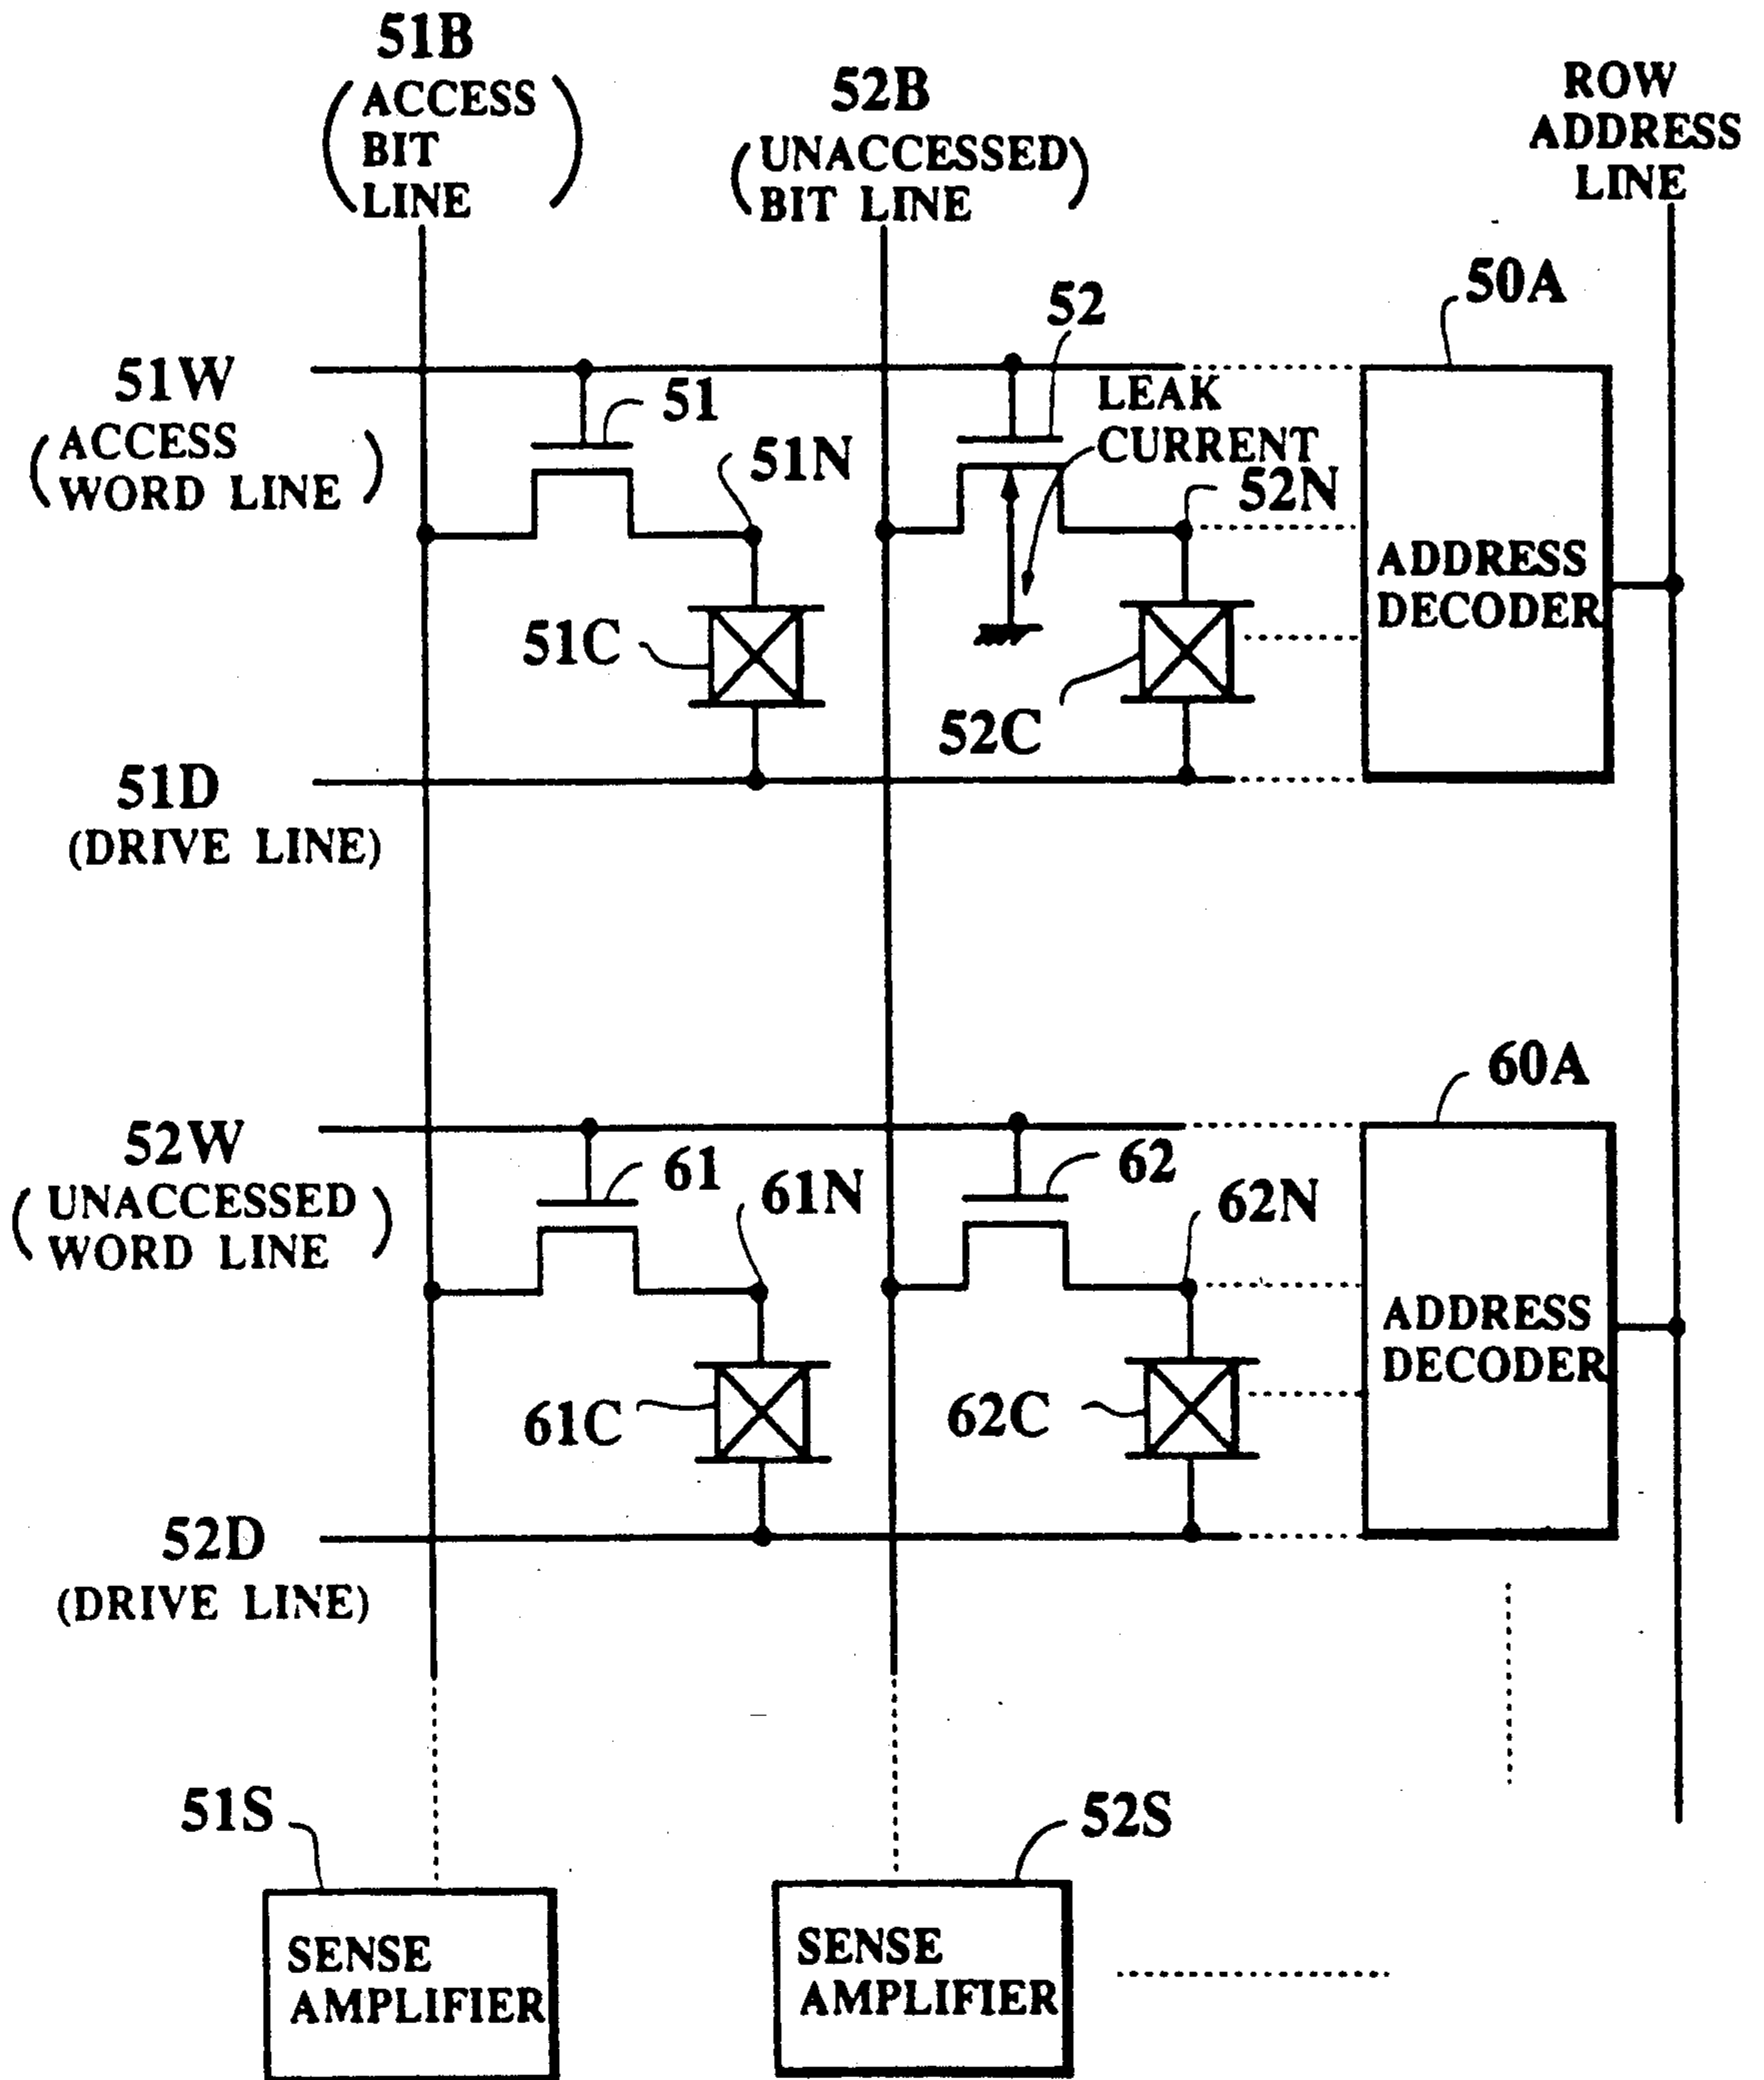 51B
(ACCESS
BIT
LINE)
52B
(UNACCESSED
BIT LINE)
ROW
ADDRESS
LINE
50A
52
51W
(ACCESS
WORD LINE)
51
51N
LEAK
CURRENT
52N
ADDRESS
DECODER
51C
52C
51D
(DRIVE LINE)
60A
52W
(UNACCESSED
WORD LINE)
61
61N
62
62N
ADDRESS
DECODER
61C
62C
52D
(DRIVE LINE)
51S
52S
SENSE
AMPLIFIER
SENSE
AMPLIFIER